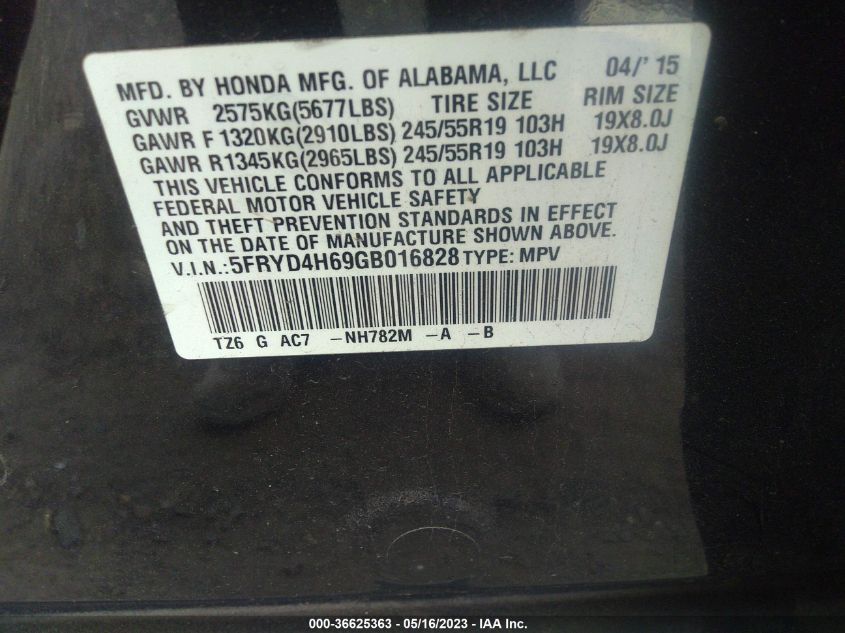 MFD. BY HONDA MFG. OF ALABAMA, LLC 04/' 15
GVWR 2575KG(5677LBS) TIRE SIZE RIM SIZE
GAWR F 1320KG(2910LBS) 245/55R19 103H 19X8.0J
GAWR R1345KG(2965LBS) 245/55R19 103H 19X8.0J
THIS VEHICLE CONFORMS TO ALL APPLICABLE
FEDERAL MOTOR VEHICLE SAFETY
AND THEFT PREVENTION STANDARDS IN EFFECT
ON THE DATE OF MANUFACTURE SHOWN ABOVE.
V.I.N.:5FRYD4H69GB016828 TYPE: MPV
TZ6 G AC7 -NH782M -A -B
000-36625363 - 05/16/2023 - IAA Inc.